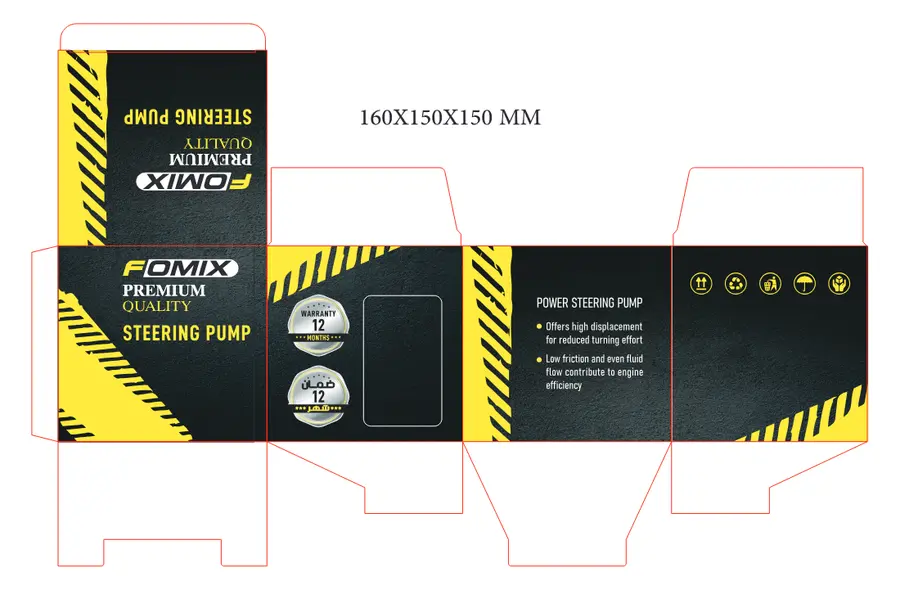 STEERING PUMP
QUALITY
PREMIUM
FOMIX
160X150X150 MM
FOMIX
PREMIUM
QUALITY
STEERING PUMP
WARRANTY
12
MONTHS
ضمان
12
شهر
POWER STEERING PUMP
Offers high displacement
for reduced turning effort
Low friction and even fluid
flow contribute to engine
efficiency